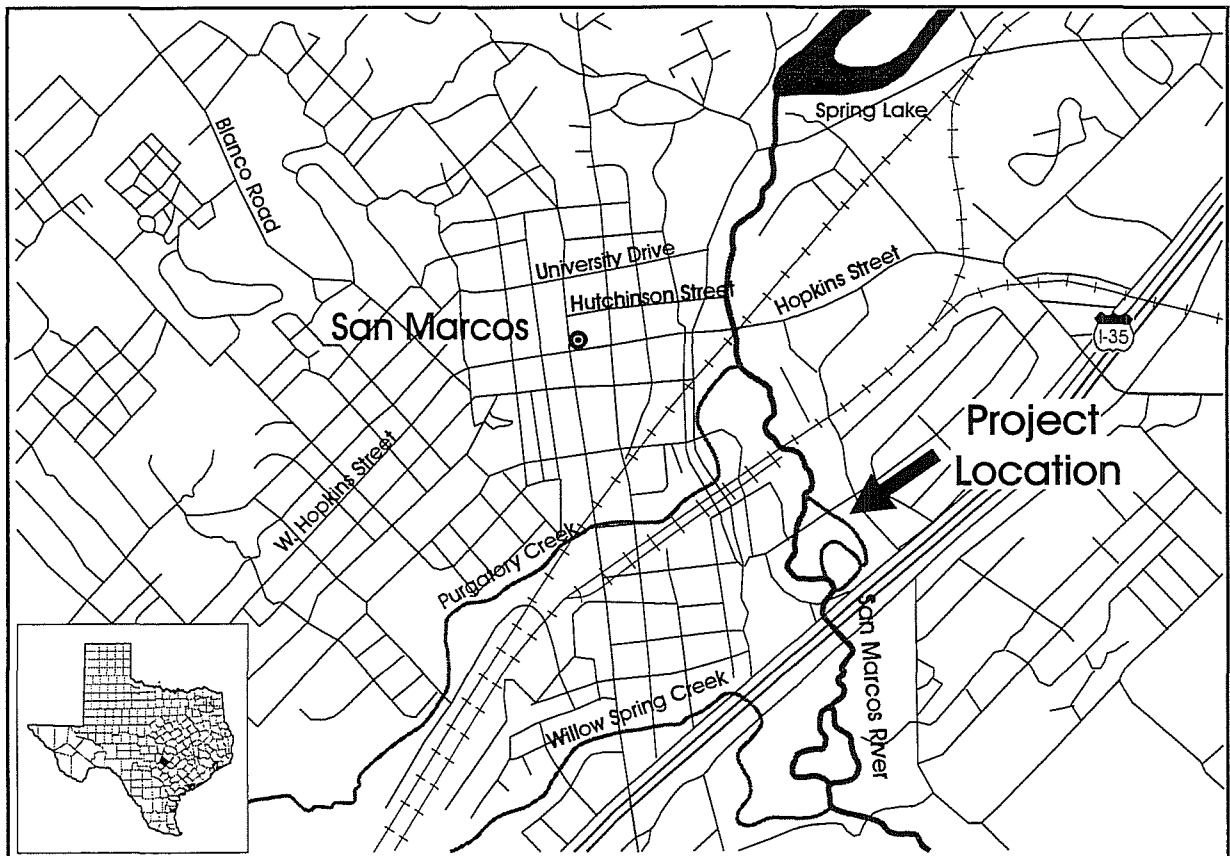 Spring Lake
Blanco Road
University Drive
Hutchinson Street
Hopkins Street
San Marcos
I-35
Project
Location
W. Hopkins Street
Purgatory Creek
San Marcos River
Willow Spring Creek